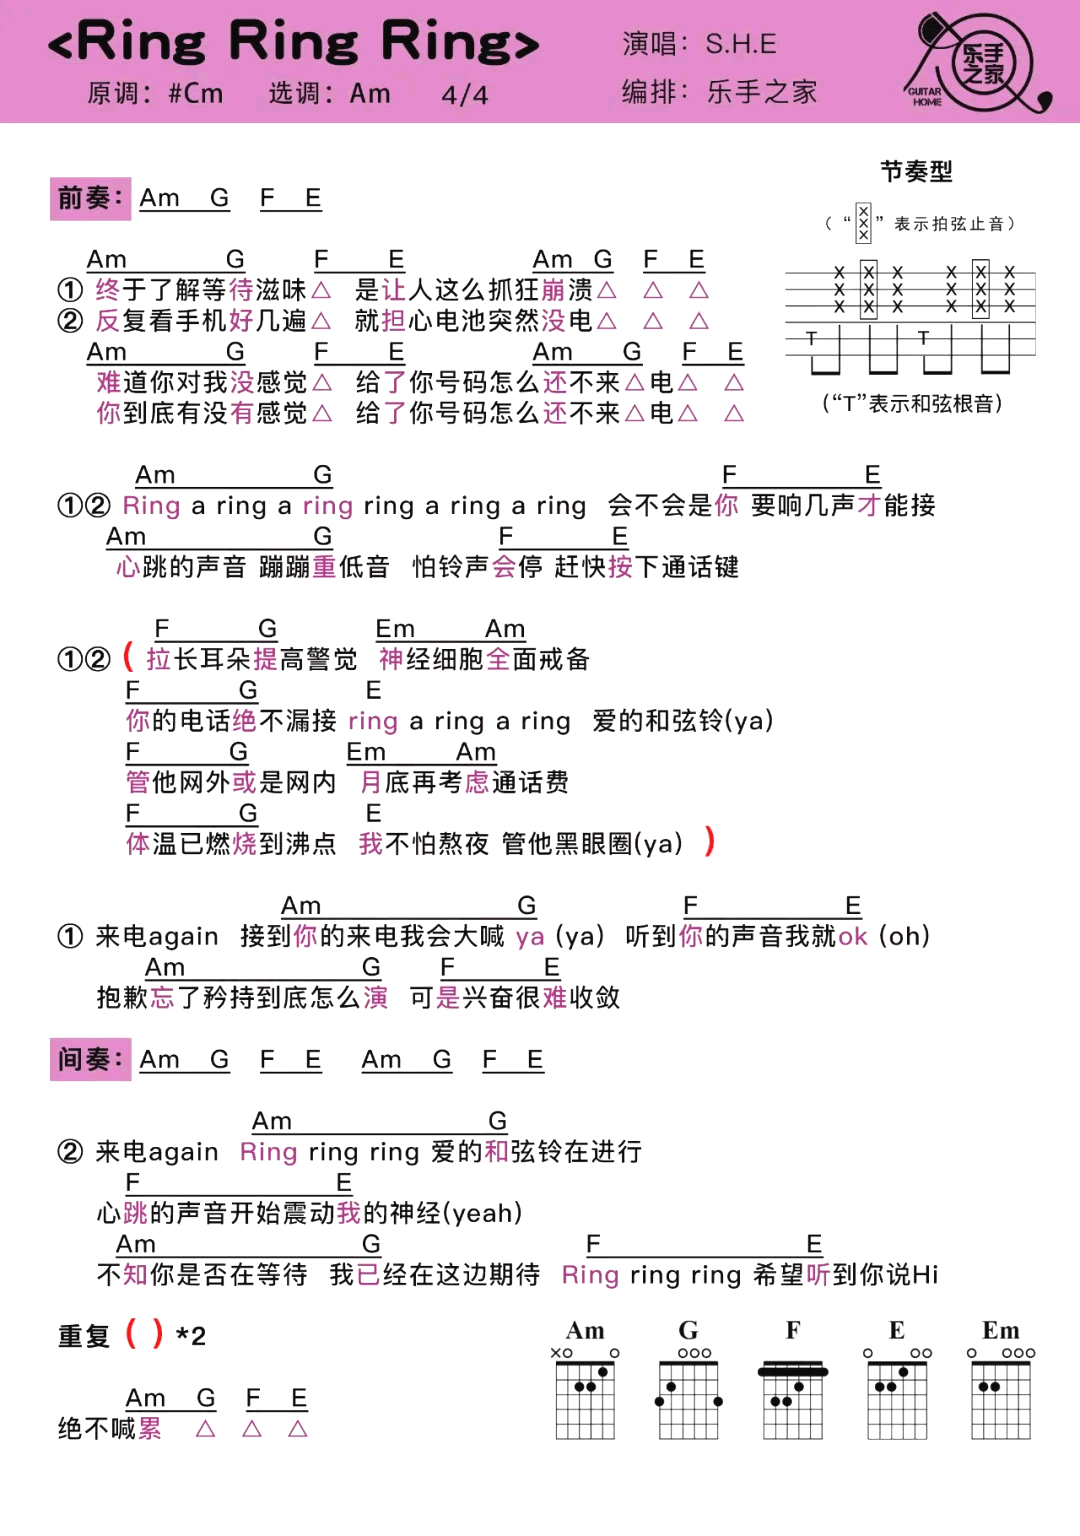 <Ring Ring Ring>
原调：#Cm 选调：Am 4/4
演唱：S.H.E
编排：乐手之家
乐手之家
GUITAR HOME
节奏型
（“xxx”表示拍弦止音）
x x x x x x
x x x x x x
x x x x x x
T T
（“T”表示和弦根音）
前奏： Am G F E
Am G F E Am G F E
① 终于了解等待滋味△ 是让人这么抓狂崩溃△ △ △
② 反复看手机好几遍△ 就担心电池突然没电△ △ △
Am G F E Am G F E
难道你对我没感觉△ 给了你号码怎么还不来△电△ △
你到底有没有感觉△ 给了你号码怎么还不来△电△ △
Am G F E
①② Ring a ring a ring ring a ring a ring 会不会是你 要响几声才能接
Am G F E
心跳的声音 蹦蹦重低音 怕铃声会停 赶快按下通话键
F G Em Am
①② ( 拉长耳朵提高警觉 神经细胞全面戒备
F G E
你的电话绝不漏接 ring a ring a ring 爱的和弦铃(ya)
F G Em Am
管他网外或是网内 月底再考虑通话费
F G E
体温已燃烧到沸点 我不怕熬夜 管他黑眼圈(ya) )
Am G F E
① 来电again 接到你的来电我会大喊 ya (ya) 听到你的声音我就ok (oh)
Am G F E
抱歉忘了矜持到底怎么演 可是兴奋很难收敛
间奏： Am G F E Am G F E
Am G
② 来电again Ring ring ring 爱的和弦铃在进行
F E
心跳的声音开始震动我的神经(yeah)
Am G F E
不知你是否在等待 我已经在这边期待 Ring ring ring 希望听到你说Hi
重复 ( ) *2
Am G F E
绝不喊累 △ △ △
Am G F E Em